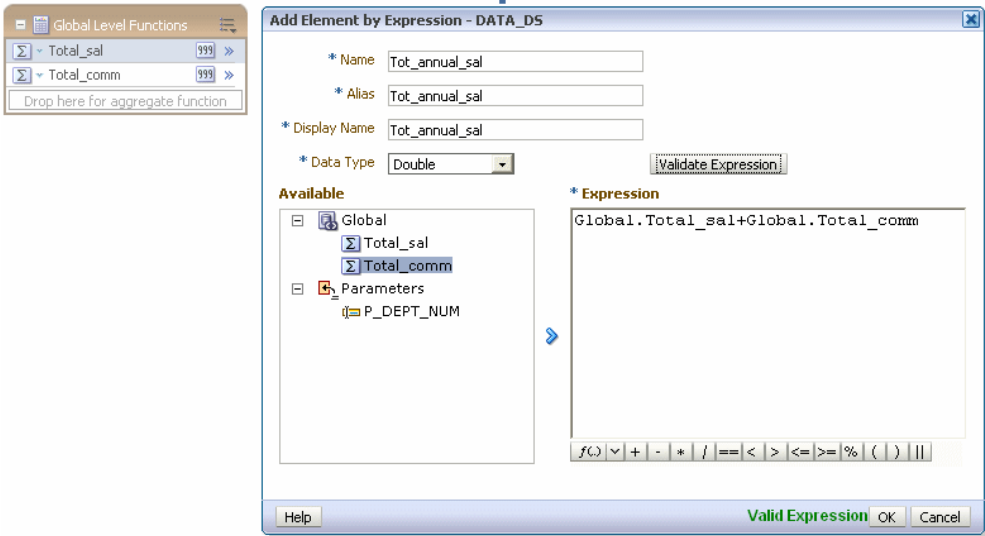 Global Level Functions
Total_sal 999
Total_comm 999
Drop here for aggregate function
Add Element by Expression - DATA_DS
* Name Tot_annual_sal
* Alias Tot_annual_sal
* Display Name Tot_annual_sal
* Data Type Double Validate Expression
Available
Global
Total_sal
Total_comm
Parameters
P_DEPT_NUM
* Expression
Global.Total_sal+Global.Total_comm
f(.) + - * / == < > <= >= % ( ) ||
Help Valid Expression OK Cancel